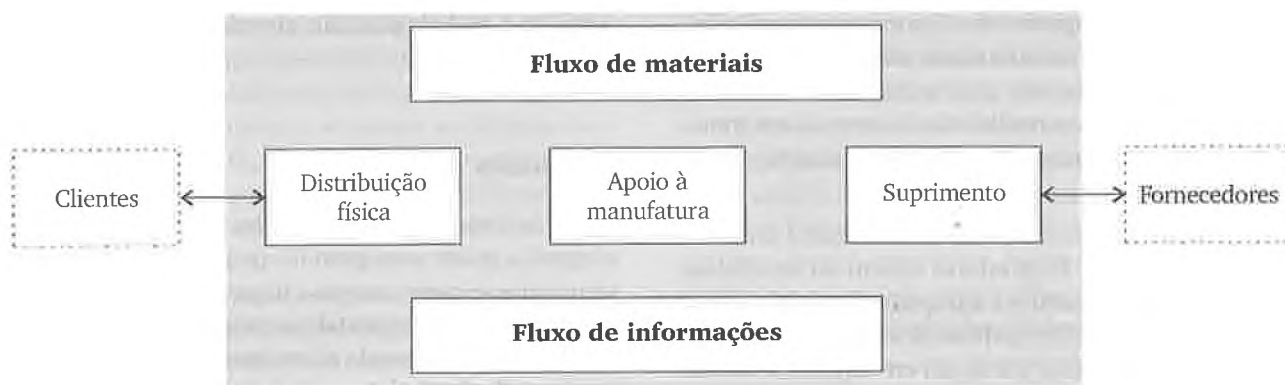 Fluxo de materiais
Clientes
Distribuição
física
Apoio à
manufatura
Suprimento
Fornecedores
Fluxo de informações